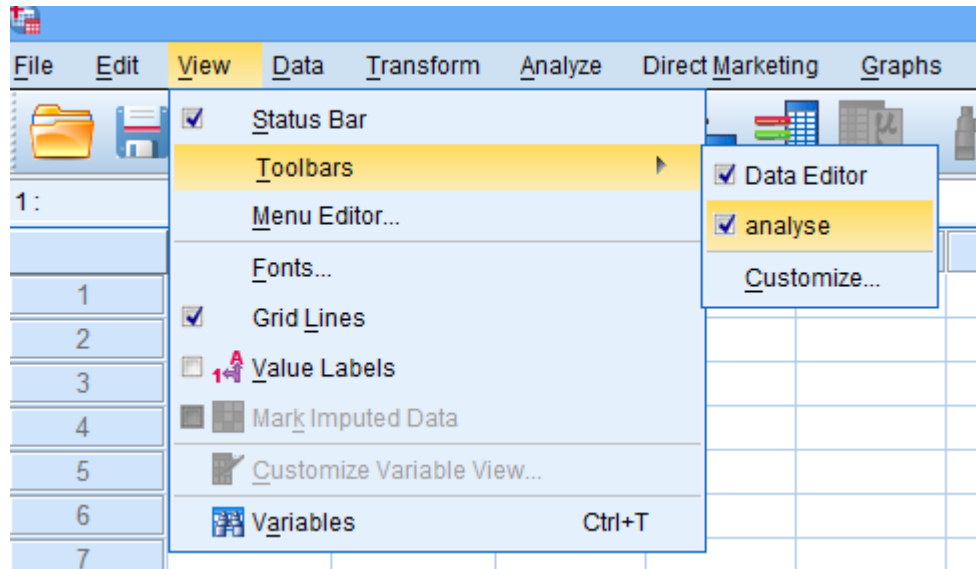 File Edit View Data Transform Analyze Direct Marketing Graphs
Status Bar
Toolbars
Menu Editor...
Fonts...
Grid Lines
Value Labels
Mark Imputed Data
Customize Variable View...
Variables Ctrl+T
Data Editor
analyse
Customize...
1 :
1
2
3
4
5
6
7